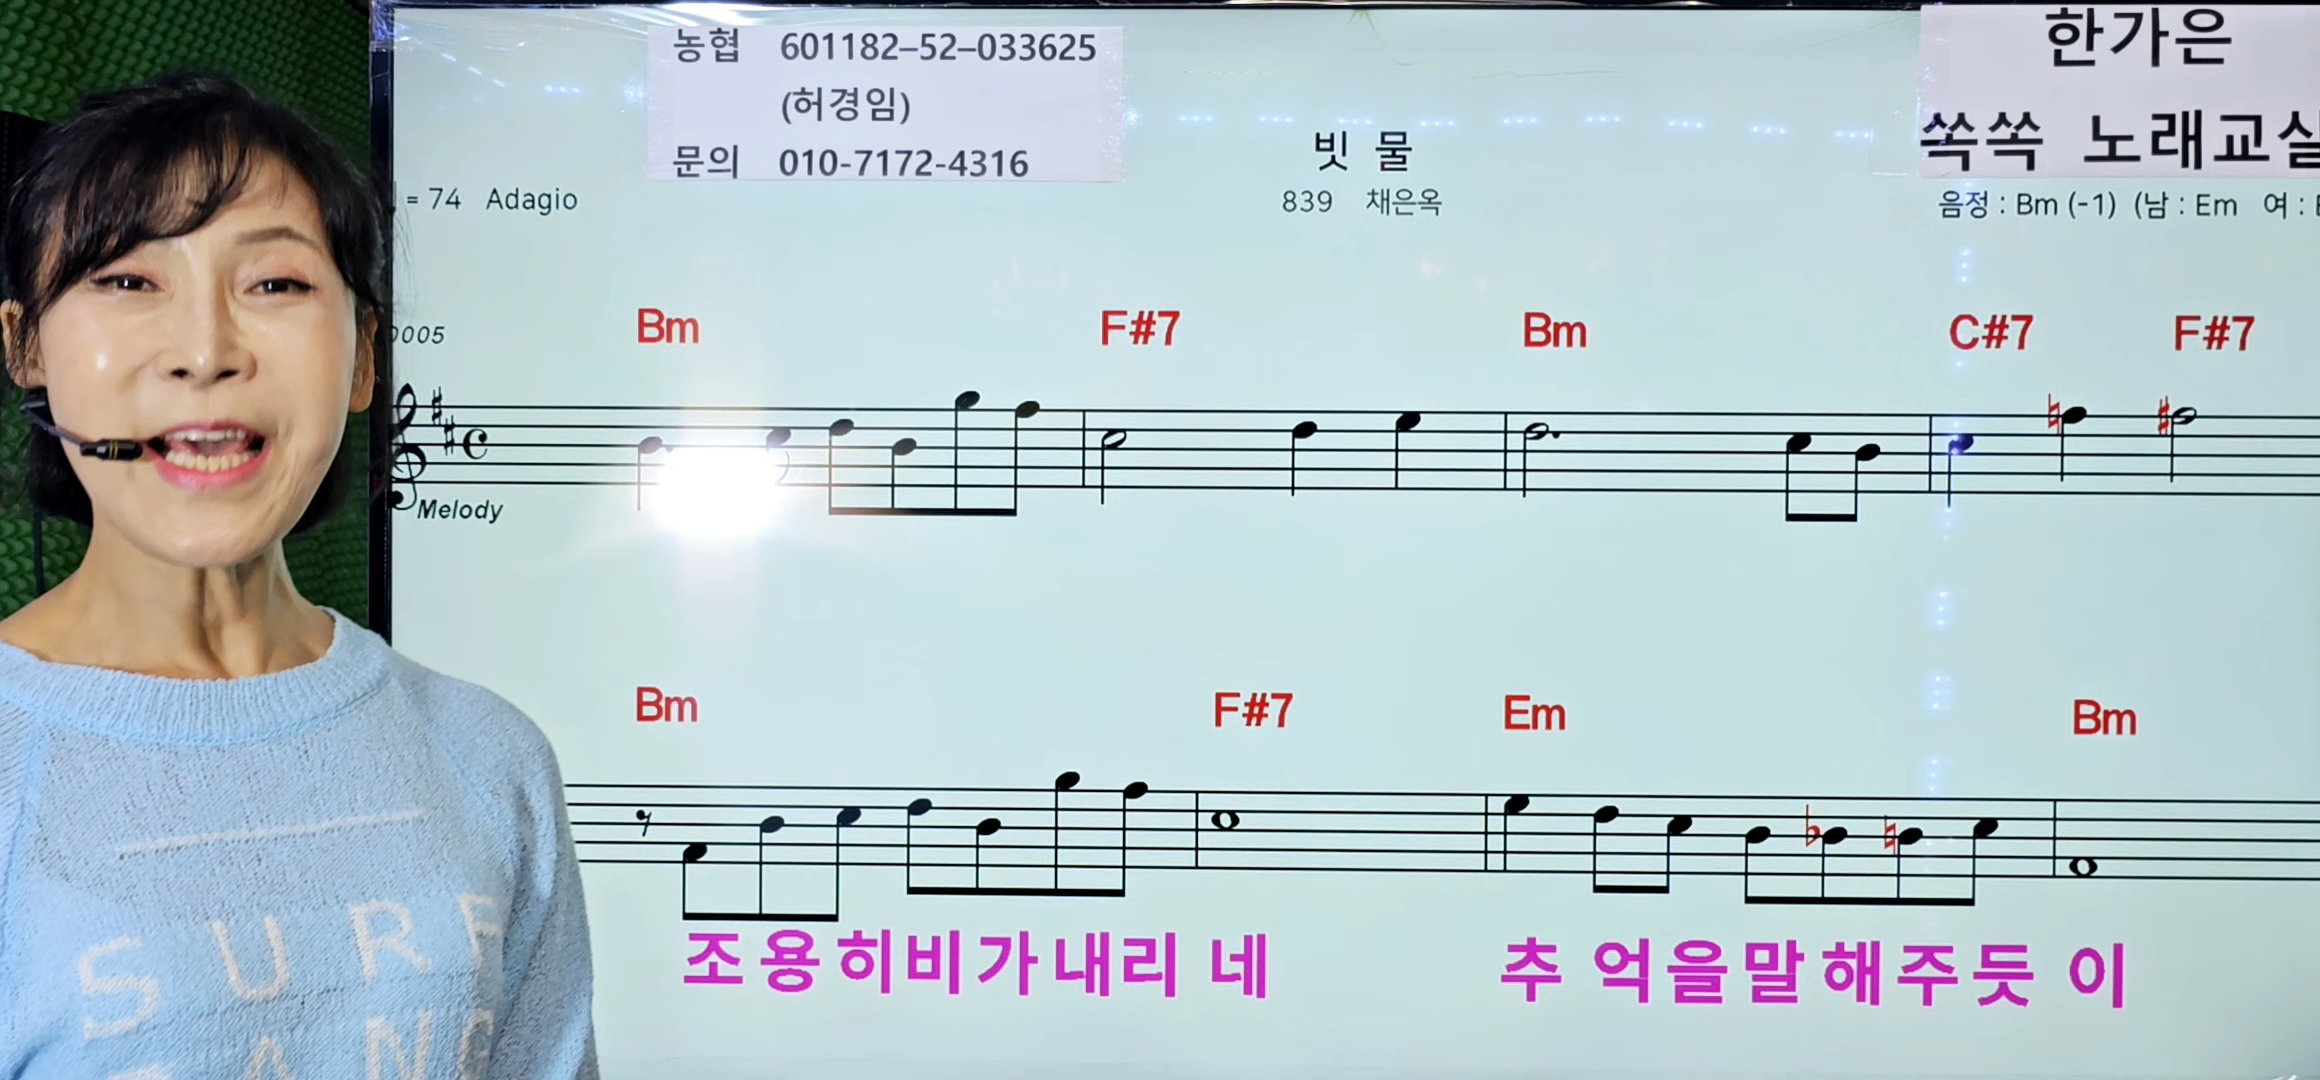 농협 601182–52–033625
(허경임)
문의 010-7172-4316
한가은
쏙쏙 노래교실
빗 물
= 74 Adagio
839 채은옥
음정 : Bm (-1) (남 : Em 여 :
0005
Bm F#7 Bm C#7 F#7
Melody
Bm F#7 Em Bm
조용히비가내리 네 추 억을말해주듯 이
SURF